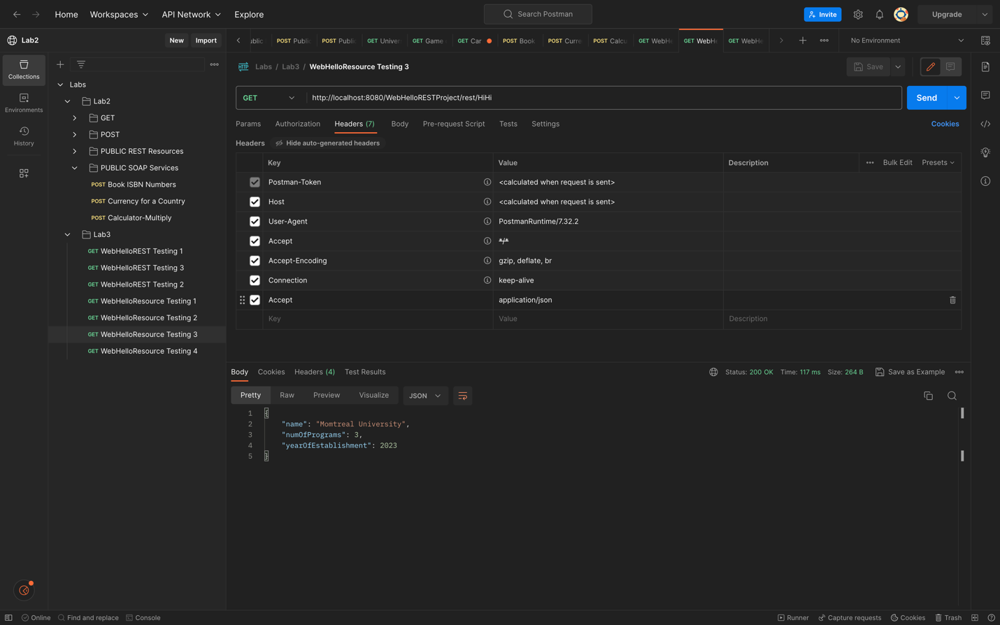 Home Workspaces API Network Explore Search Postman Invite Upgrade
Lab2 New Import ublic POST Public POST Public GET Univer GET Game GET Car POST Book POST Curre POST Calcu GET WebHe GET WebHe GET WebHe No Environment
Collections
Environments
History
Labs
Lab2
GET
POST
PUBLIC REST Resources
PUBLIC SOAP Services
POST Book ISBN Numbers
POST Currency for a Country
POST Calculator-Multiply
Lab3
GET WebHelloREST Testing 1
GET WebHelloREST Testing 3
GET WebHelloREST Testing 2
GET WebHelloResource Testing 1
GET WebHelloResource Testing 2
GET WebHelloResource Testing 3
GET WebHelloResource Testing 4
HTTP Labs / Lab3 / WebHelloResource Testing 3 Save
GET http://localhost:8080/WebHelloRESTProject/rest/HiHi Send
Params Authorization Headers (7) Body Pre-request Script Tests Settings Cookies
Headers Hide auto-generated headers
Key Value Description Bulk Edit Presets
Postman-Token <calculated when request is sent>
Host <calculated when request is sent>
User-Agent PostmanRuntime/7.32.2
Accept */*
Accept-Encoding gzip, deflate, br
Connection keep-alive
Accept application/json
Key Value Description
Body Cookies Headers (4) Test Results Status: 200 OK Time: 117 ms Size: 264 B Save as Example
Pretty Raw Preview Visualize JSON
1 {
2 "name": "Momtreal University",
3 "numOfPrograms": 3,
4 "yearOfEstablishment": 2023
5 }
Online Find and replace Console Runner Capture requests Cookies Trash